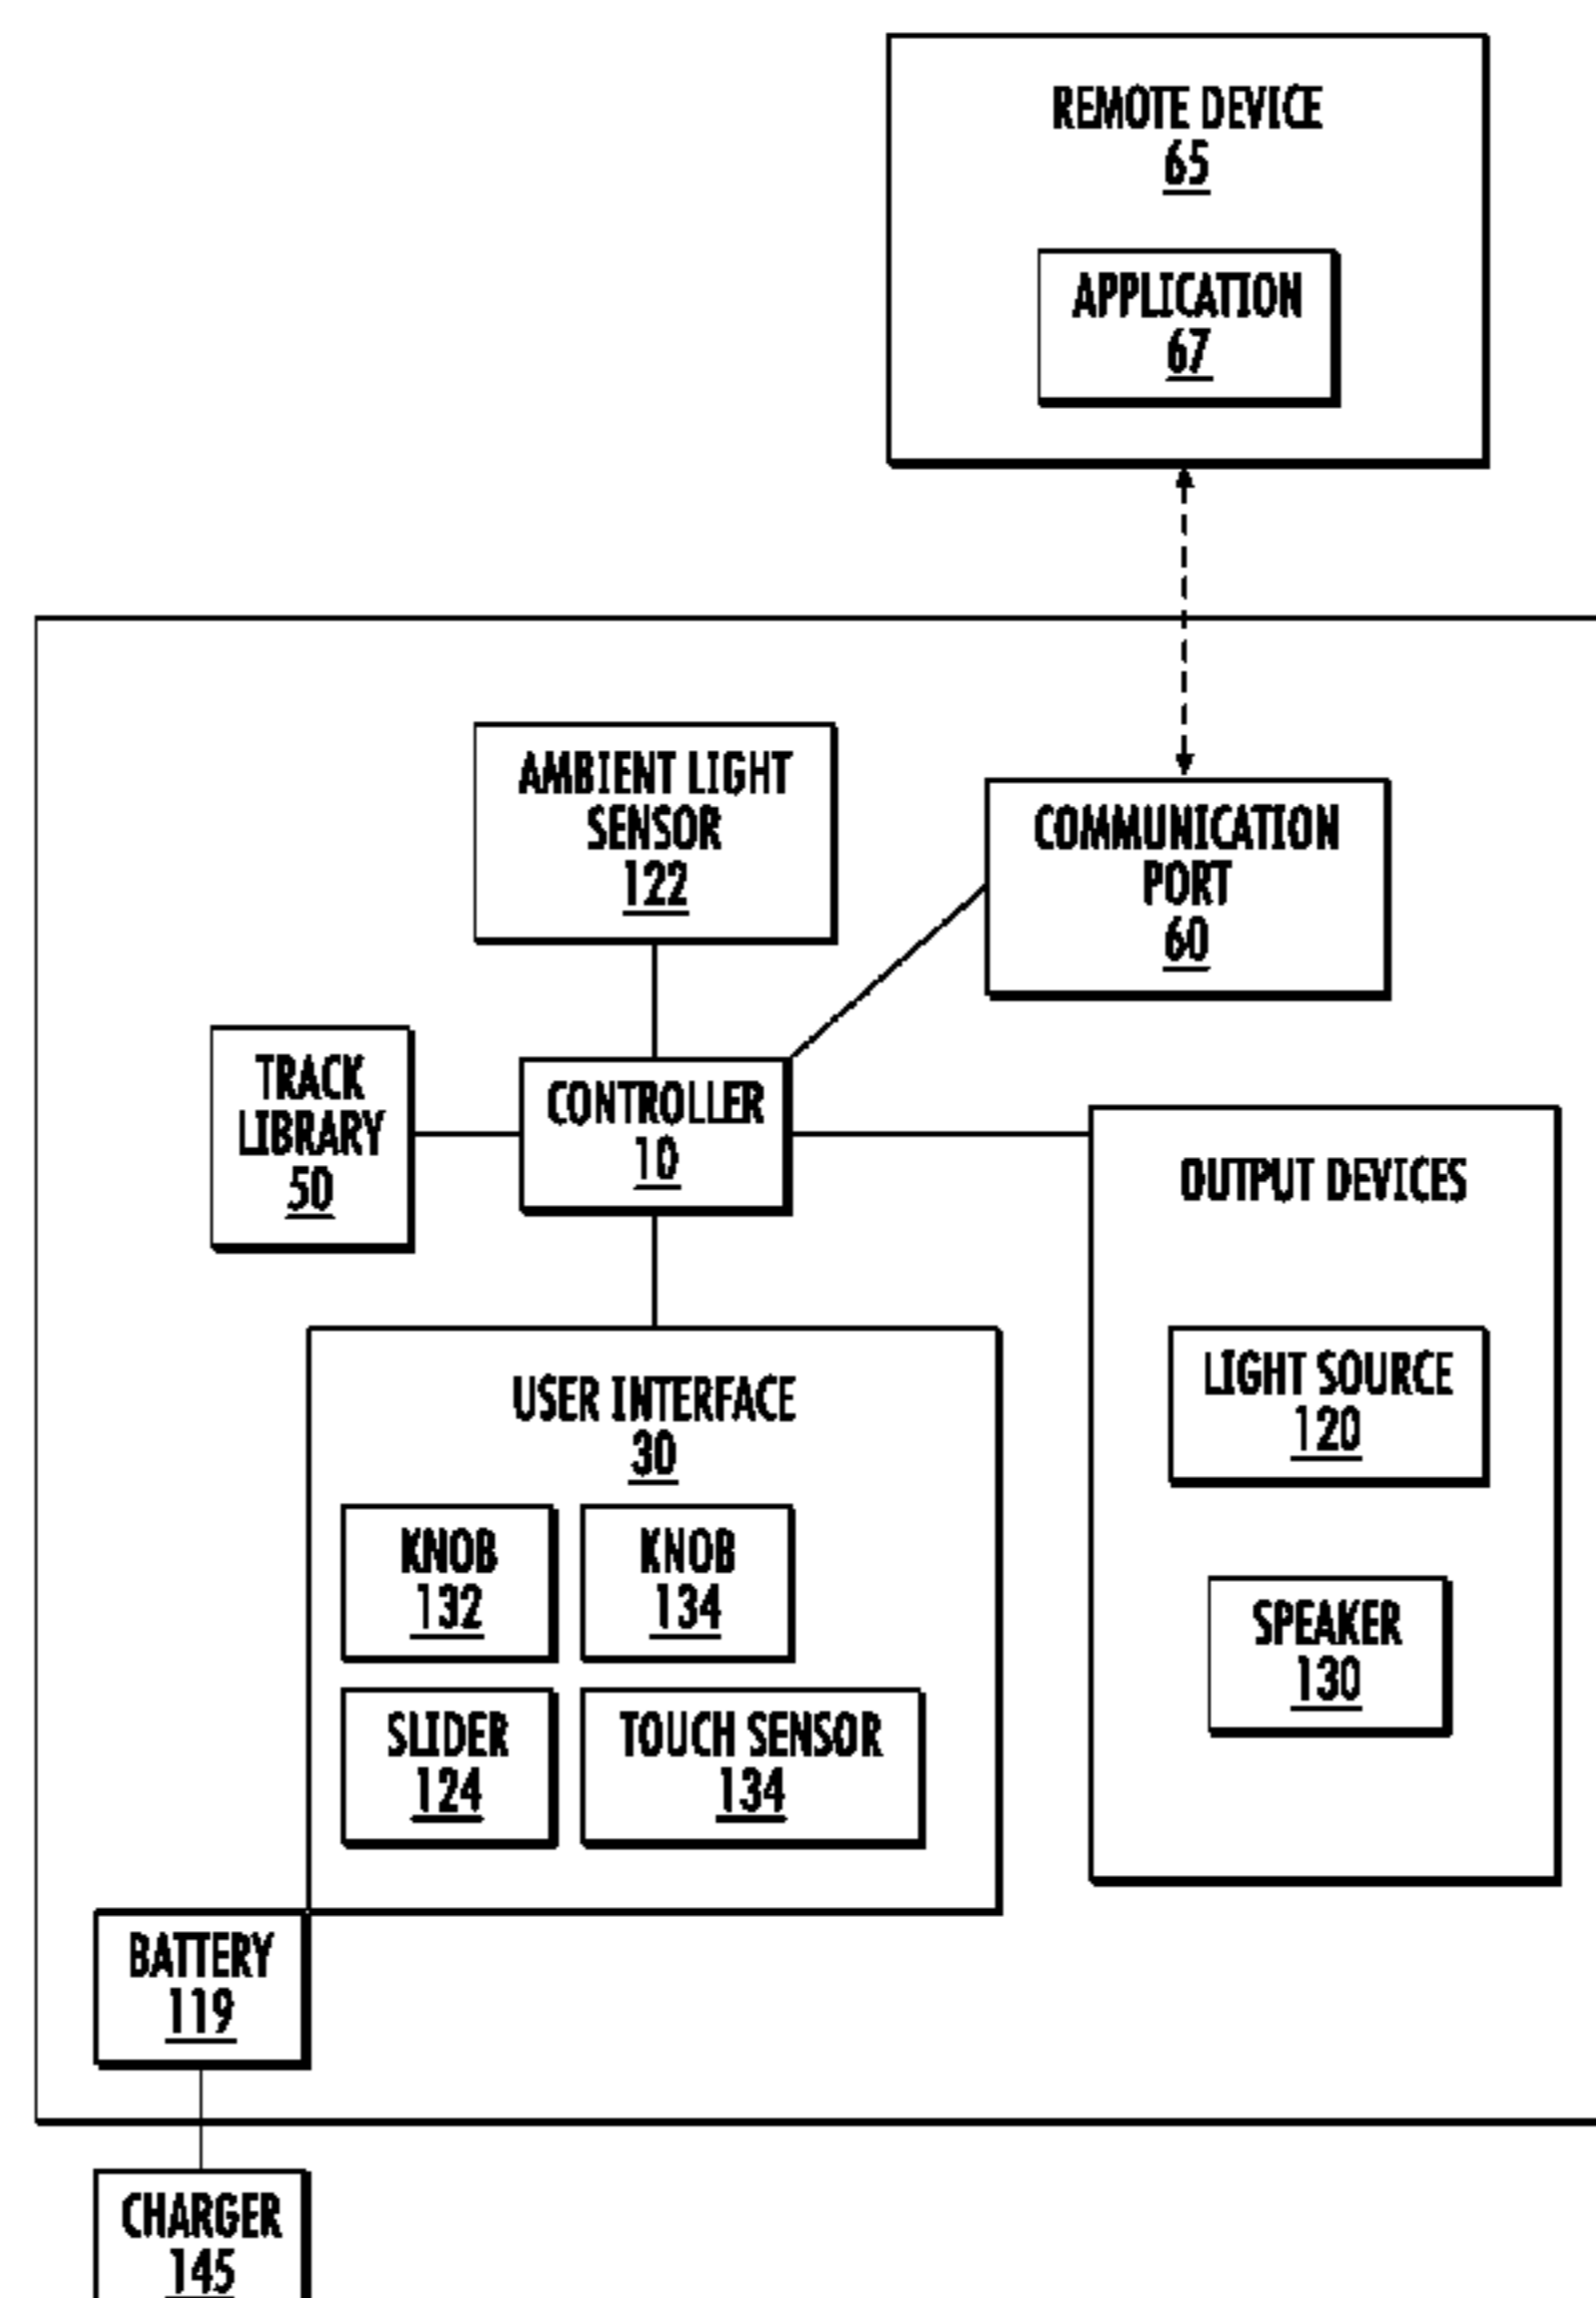 REMOTE DEVICE
65
APPLICATION
67
AMBIENT LIGHT
SENSOR
122
COMMUNICATION
PORT
60
TRACK
LIBRARY
50
CONTROLLER
10
OUTPUT DEVICES
LIGHT SOURCE
120
SPEAKER
130
USER INTERFACE
30
KNOB
132
KNOB
134
SLIDER
124
TOUCH SENSOR
134
BATTERY
119
CHARGER
145